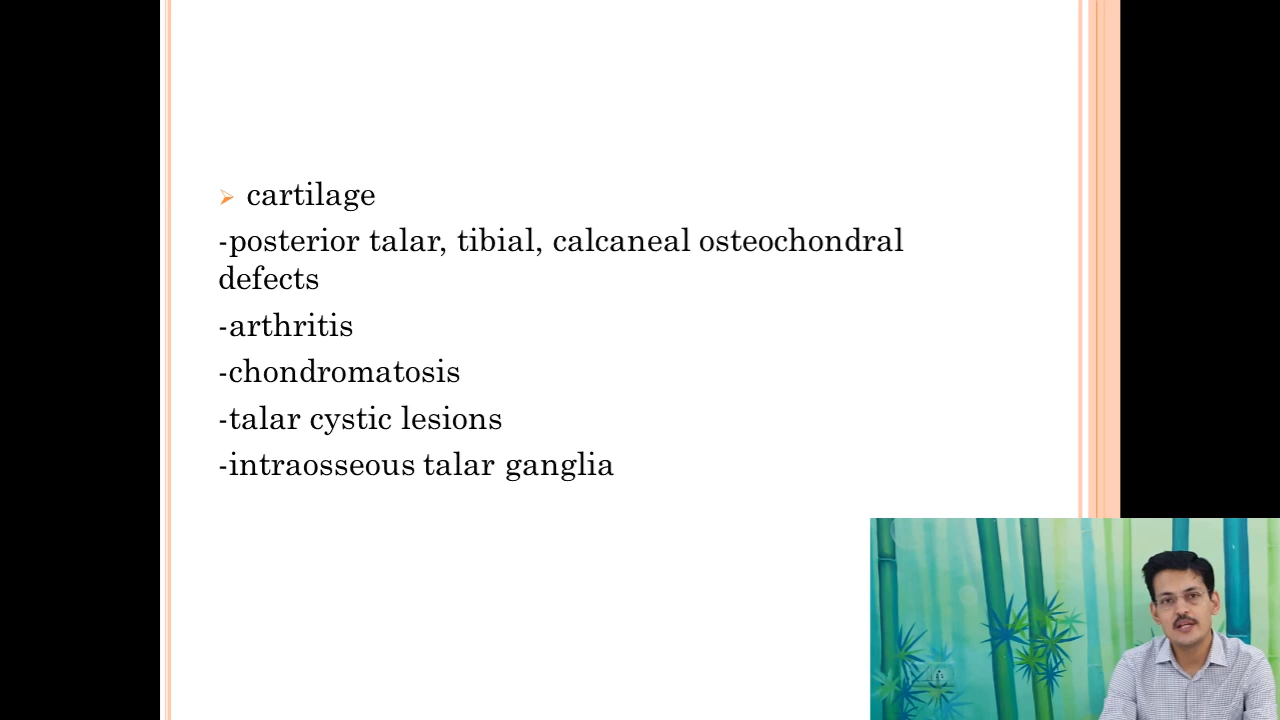 cartilage
-posterior talar, tibial, calcaneal osteochondral
defects
-arthritis
-chondromatosis
-talar cystic lesions
-intraosseous talar ganglia